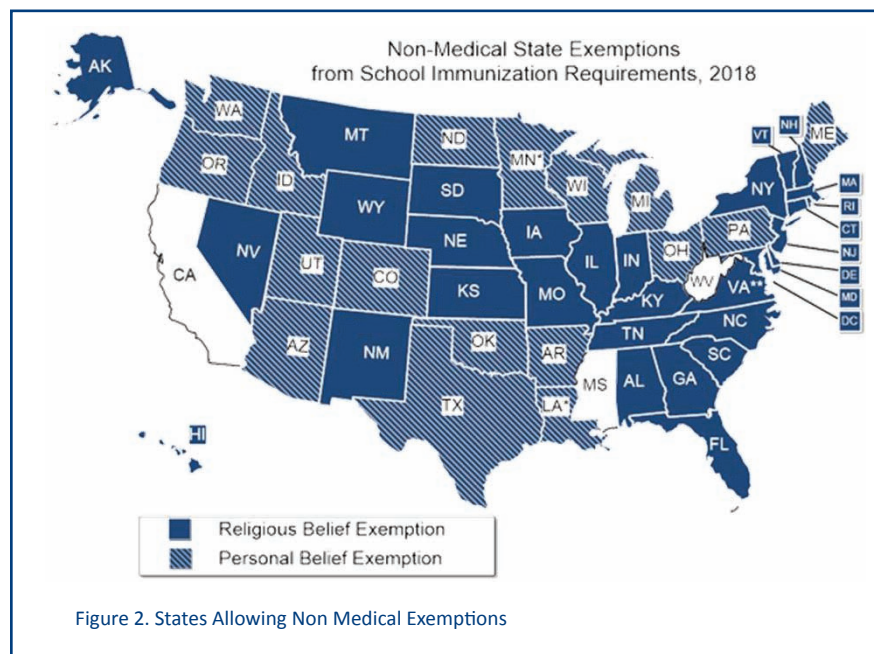 Non-Medical State Exemptions
from School Immunization Requirements, 2018
AK
WA
MT
ND
MN*
VT
NH
ME
OR
ID
SD
WI
MI
NY
MA
RI
CT
WY
NV
NE
IA
PA
NJ
DE
MD
DC
CA
UT
CO
KS
MO
IL
IN
OH
WV
VA**
KY
AZ
NM
OK
AR
TN
NC
SC
TX
LA*
MS
AL
GA
FL
HI
Religious Belief Exemption
Personal Belief Exemption
Figure 2. States Allowing Non Medical Exemptions